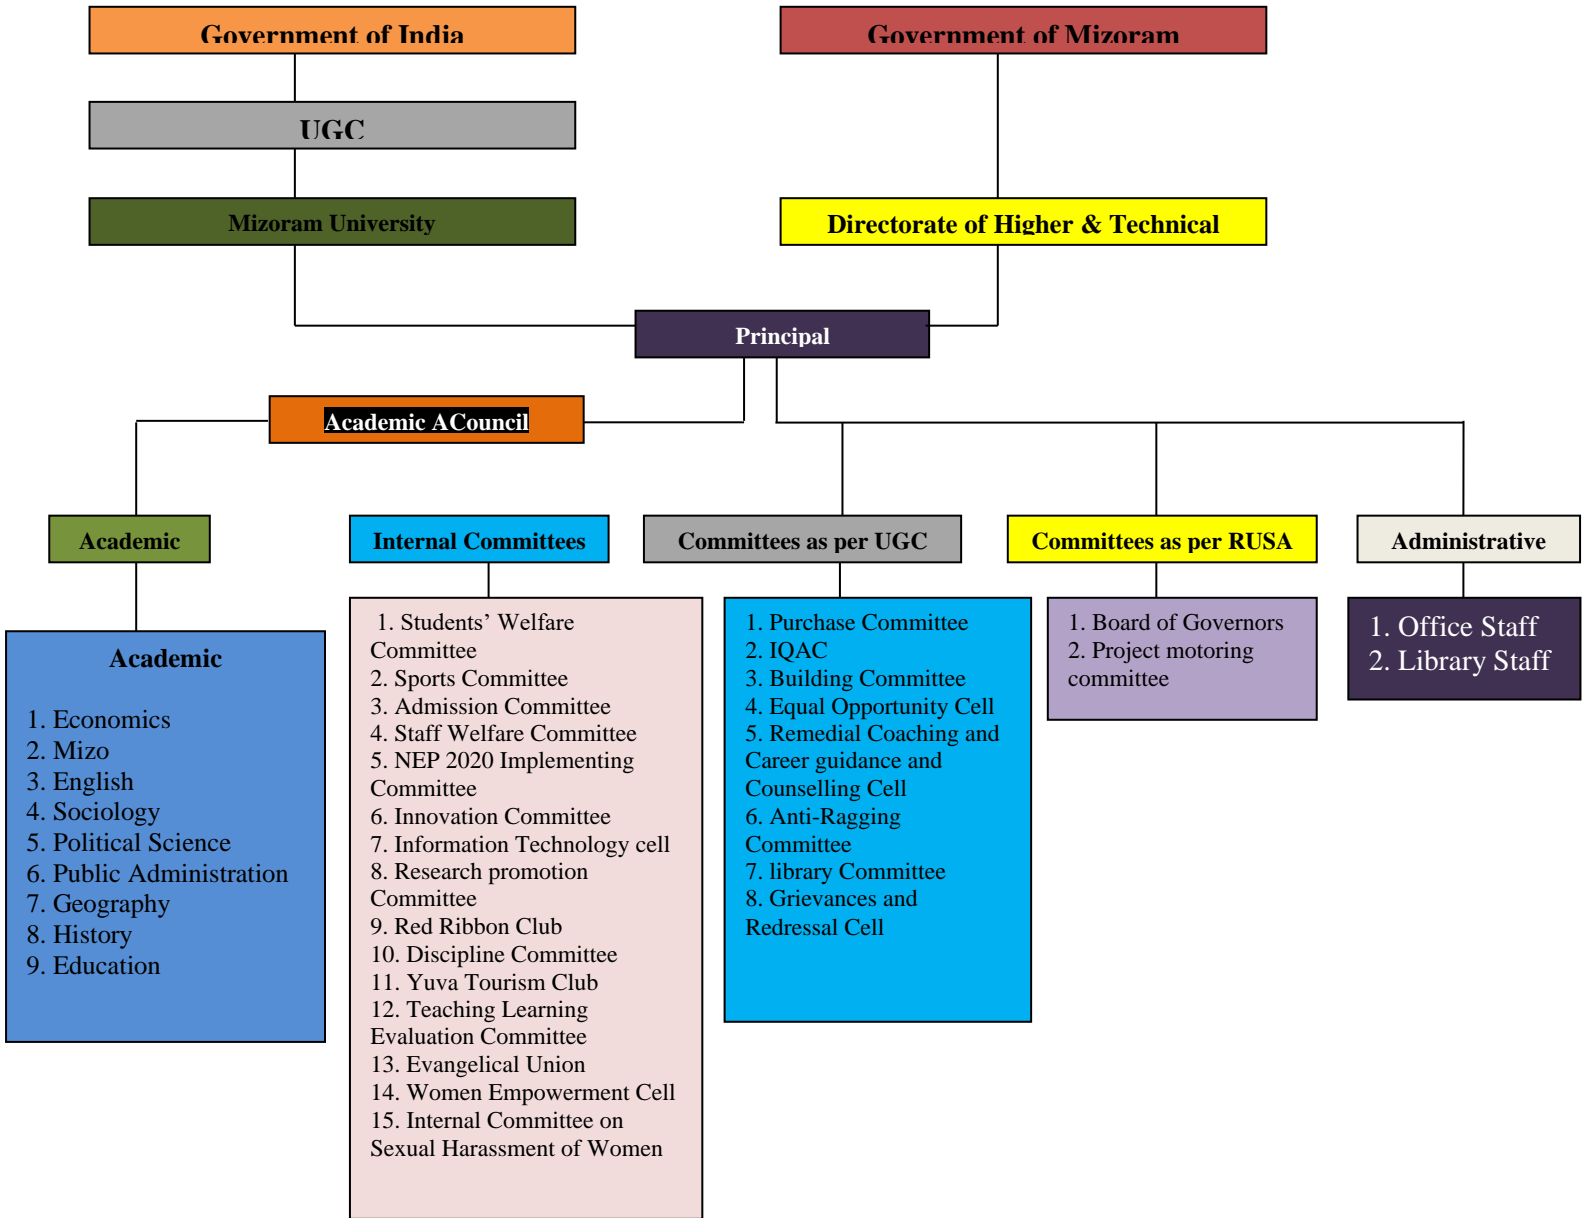 Government of India
Government of Mizoram
UGC
Mizoram University
Directorate of Higher & Technical
Principal
Academic ACouncil
Academic
Internal Committees
Committees as per UGC
Committees as per RUSA
Administrative
Academic
1. Economics
2. Mizo
3. English
4. Sociology
5. Political Science
6. Public Administration
7. Geography
8. History
9. Education
1. Students’ Welfare
Committee
2. Sports Committee
3. Admission Committee
4. Staff Welfare Committee
5. NEP 2020 Implementing
Committee
6. Innovation Committee
7. Information Technology cell
8. Research promotion
Committee
9. Red Ribbon Club
10. Discipline Committee
11. Yuva Tourism Club
12. Teaching Learning
Evaluation Committee
13. Evangelical Union
14. Women Empowerment Cell
15. Internal Committee on
Sexual Harassment of Women
1. Purchase Committee
2. IQAC
3. Building Committee
4. Equal Opportunity Cell
5. Remedial Coaching and
Career guidance and
Counselling Cell
6. Anti-Ragging
Committee
7. library Committee
8. Grievances and
Redressal Cell
1. Board of Governors
2. Project motoring
committee
1. Office Staff
2. Library Staff